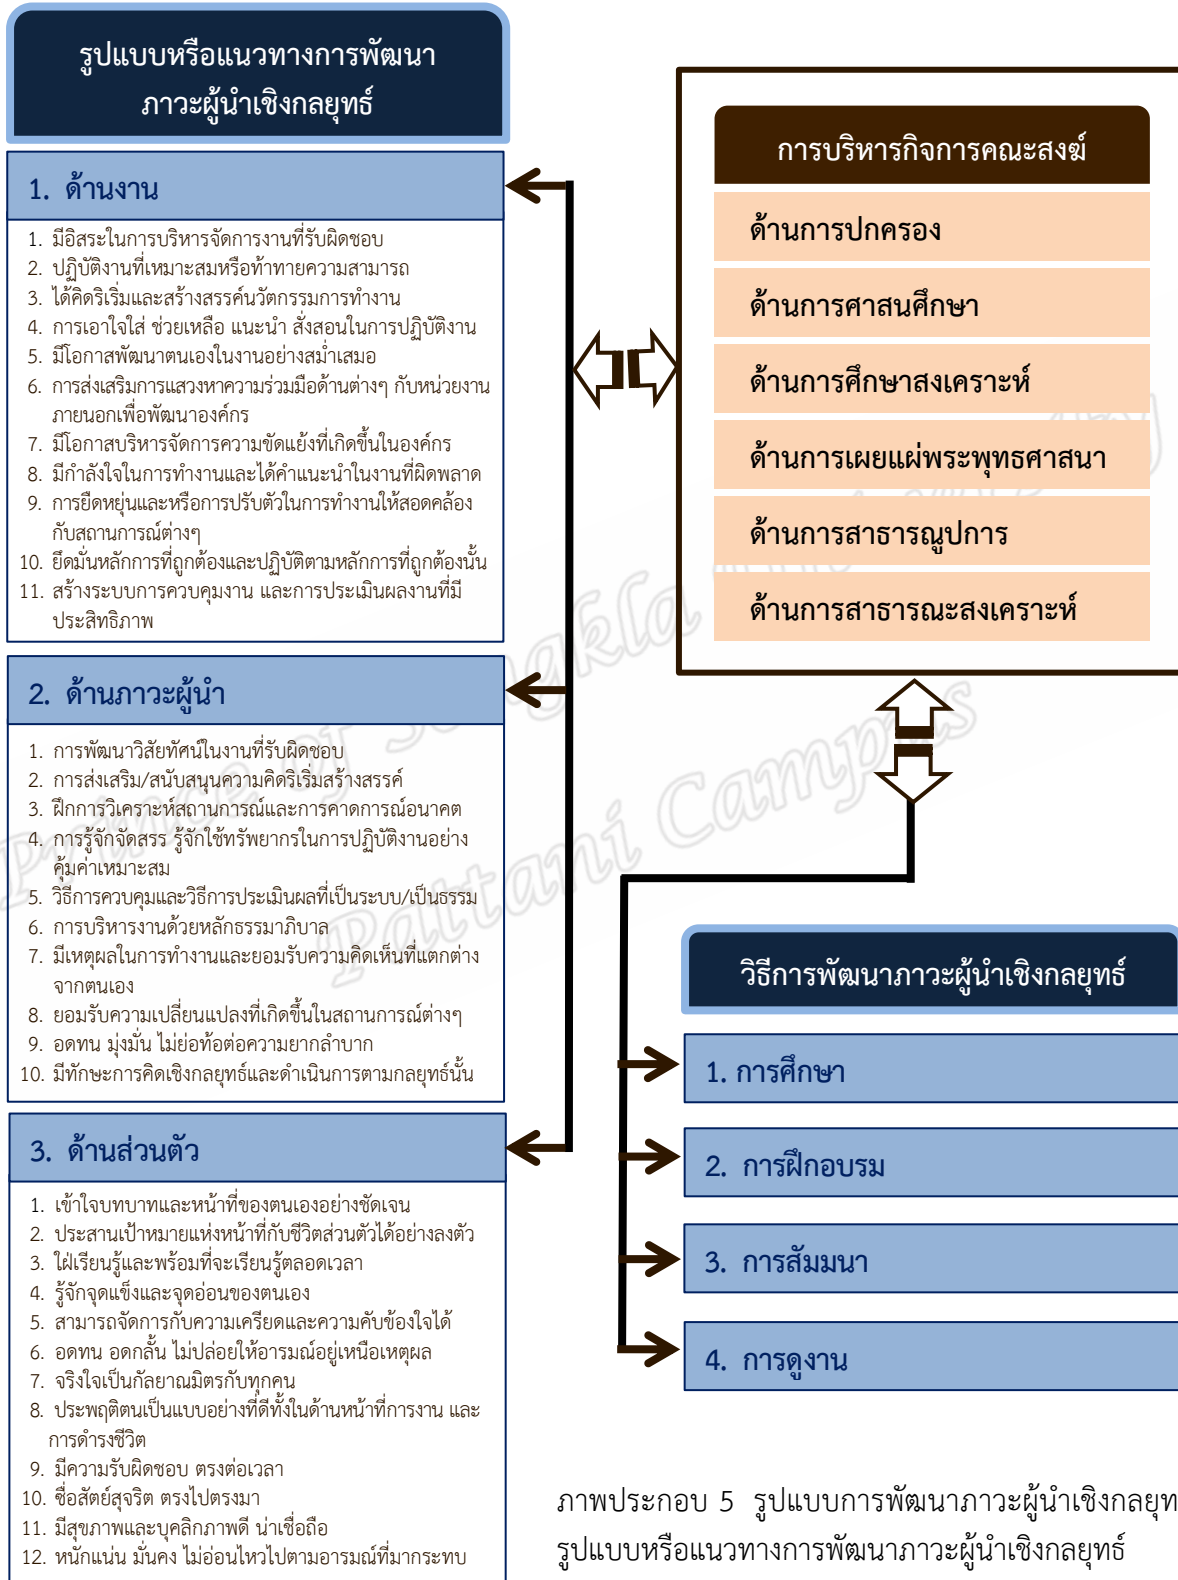 รูปแบบหรือแนวทางการพัฒนา
ภาวะผู้นำเชิงกลยุทธ์
1. ด้านงาน
1. มีอิสระในการบริหารจัดการงานที่รับผิดชอบ
2. ปฏิบัติงานที่เหมาะสมหรือท้าทายความสามารถ
3. ได้คิดริเริ่มและสร้างสรรค์นวัตกรรมการทำงาน
4. การเอาใจใส่ ช่วยเหลือ แนะนำ สั่งสอนในการปฏิบัติงาน
5. มีโอกาสพัฒนาตนเองในงานอย่างสม่ำเสมอ
6. การส่งเสริมการแสวงหาความร่วมมือด้านต่างๆ กับหน่วยงาน
ภายนอกเพื่อพัฒนาองค์กร
7. มีโอกาสบริหารจัดการความขัดแย้งที่เกิดขึ้นในองค์กร
8. มีกำลังใจในการทำงานและได้คำแนะนำในงานที่ผิดพลาด
9. การยืดหยุ่นและหรือการปรับตัวในการทำงานให้สอดคล้อง
กับสถานการณ์ต่างๆ
10. ยึดมั่นหลักการที่ถูกต้องและปฏิบัติตามหลักการที่ถูกต้องนั้น
11. สร้างระบบการควบคุมงาน และการประเมินผลงานที่มี
ประสิทธิภาพ
2. ด้านภาวะผู้นำ
1. การพัฒนาวิสัยทัศน์ในงานที่รับผิดชอบ
2. การส่งเสริม/สนับสนุนความคิดริเริ่มสร้างสรรค์
3. ฝึกการวิเคราะห์สถานการณ์และการคาดการณ์อนาคต
4. การรู้จักจัดสรร รู้จักใช้ทรัพยากรในการปฏิบัติงานอย่าง
คุ้มค่าเหมาะสม
5. วิธีการควบคุมและวิธีการประเมินผลที่เป็นระบบ/เป็นธรรม
6. การบริหารงานด้วยหลักธรรมาภิบาล
7. มีเหตุผลในการทำงานและยอมรับความคิดเห็นที่แตกต่าง
จากตนเอง
8. ยอมรับความเปลี่ยนแปลงที่เกิดขึ้นในสถานการณ์ต่างๆ
9. อดทน มุ่งมั่น ไม่ย่อท้อต่อความยากลำบาก
10. มีทักษะการคิดเชิงกลยุทธ์และดำเนินการตามกลยุทธ์นั้น
3. ด้านส่วนตัว
1. เข้าใจบทบาทและหน้าที่ของตนเองอย่างชัดเจน
2. ประสานเป้าหมายแห่งหน้าที่กับชีวิตส่วนตัวได้อย่างลงตัว
3. ใฝ่เรียนรู้และพร้อมที่จะเรียนรู้ตลอดเวลา
4. รู้จักจุดแข็งและจุดอ่อนของตนเอง
5. สามารถจัดการกับความเครียดและความคับข้องใจได้
6. อดทน อดกลั้น ไม่ปล่อยให้อารมณ์อยู่เหนือเหตุผล
7. จริงใจเป็นกัลยาณมิตรกับทุกคน
8. ประพฤติตนเป็นแบบอย่างที่ดีทั้งในด้านหน้าที่การงาน และ
การดำรงชีวิต
9. มีความรับผิดชอบ ตรงต่อเวลา
10. ซื่อสัตย์สุจริต ตรงไปตรงมา
11. มีสุขภาพและบุคลิกภาพดี น่าเชื่อถือ
12. หนักแน่น มั่นคง ไม่อ่อนไหวไปตามอารมณ์ที่มากระทบ
การบริหารกิจการคณะสงฆ์
ด้านการปกครอง
ด้านการศาสนศึกษา
ด้านการศึกษาสงเคราะห์
ด้านการเผยแผ่พระพุทธศาสนา
ด้านการสาธารณูปการ
ด้านการสาธารณะสงเคราะห์
วิธีการพัฒนาภาวะผู้นำเชิงกลยุทธ์
1. การศึกษา
2. การฝึกอบรม
3. การสัมมนา
4. การดูงาน
ภาพประกอบ 5 รูปแบบการพัฒนาภาวะผู้นำเชิงกลยุท
รูปแบบหรือแนวทางการพัฒนาภาวะผู้นำเชิงกลยุทธ์
Prince of Songkla
Pattani Campus